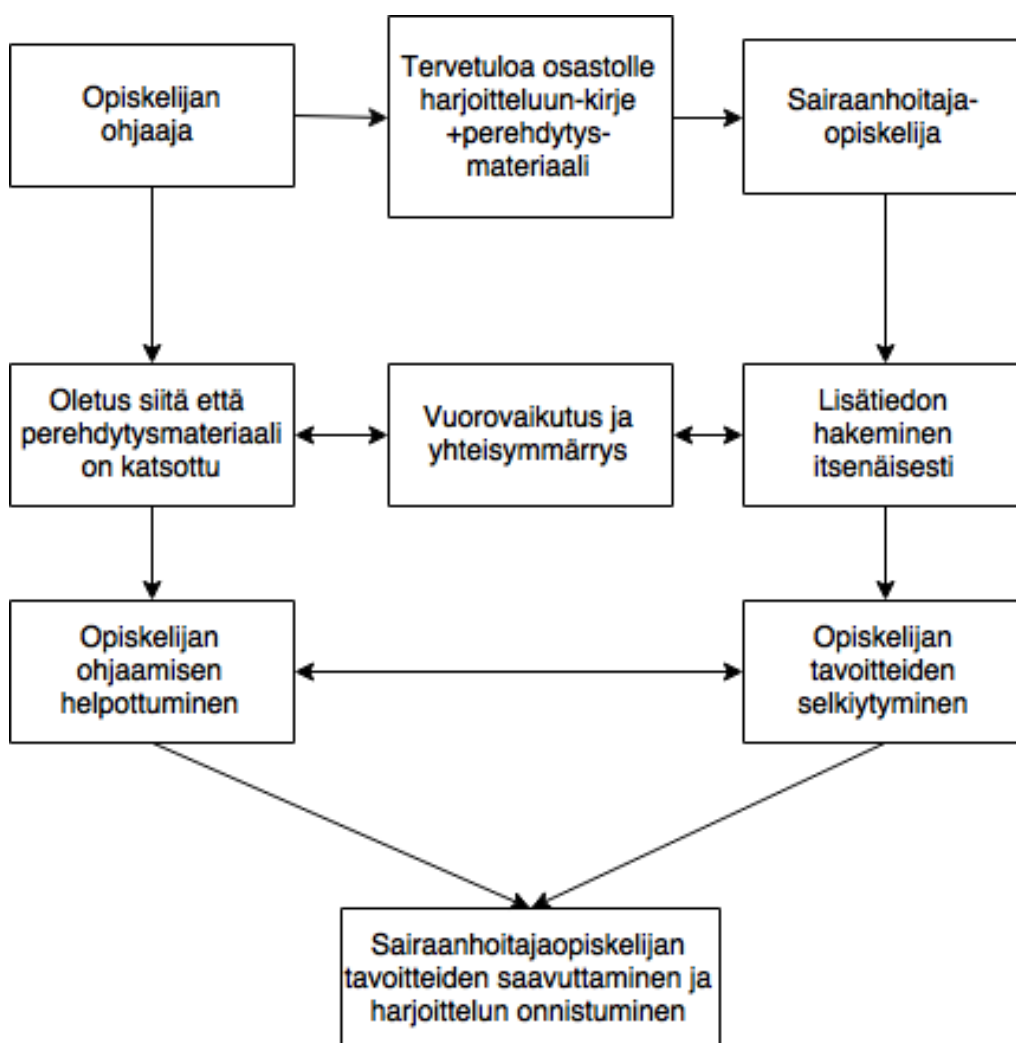 Opiskelijan
ohjaaja
Tervetuloa osastolle
harjoitteluun-kirje
+perehdytys-
materiaali
Sairaanhoitaja-
opiskelija
Oletus siitä että
perehdytysmateriaali
on katsottu
Vuorovaikutus ja
yhteisymmärrys
Lisätiedon
hakeminen
itsenäisesti
Opiskelijan
ohjaamisen
helpottuminen
Opiskelijan
tavoitteiden
selkiytyminen
Sairaanhoitajaopiskelijan
tavoitteiden saavuttaminen ja
harjoittelun onnistuminen